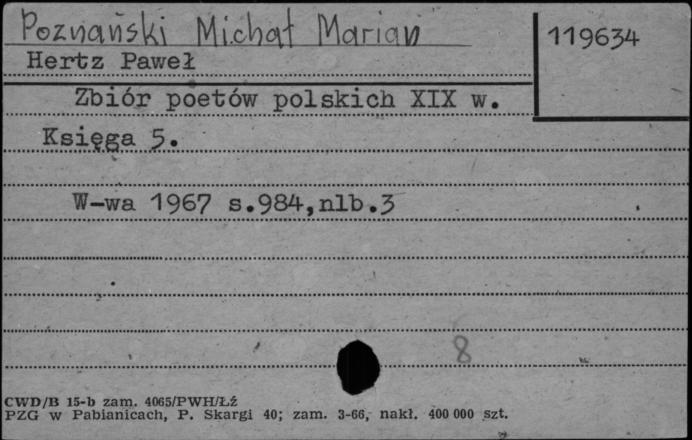 Poznański Michał Marian
119634
Hertz Paweł
Zbiór poetów polskich XIX w.
Księga 5.
W-wa 1967 s.984,nlb.3
8
CWD/B 15-b zam. 4065/PWH/Łź
PZG w Pabianicach, P. Skargi 40; zam. 3-66, nakł. 400 000 szt.